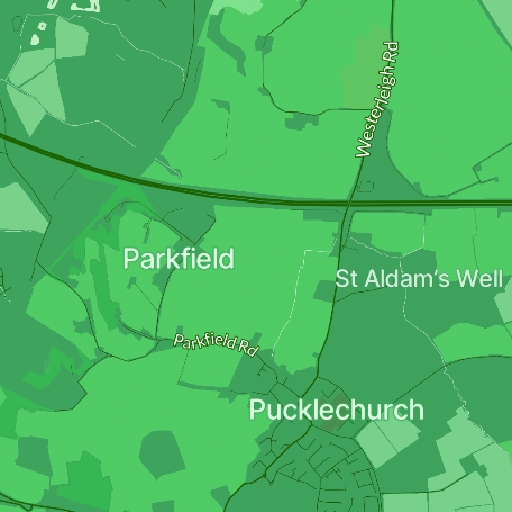 Westerleigh Rd
Parkfield
St Aldam's Well
Parkfield Rd
Pucklechurch